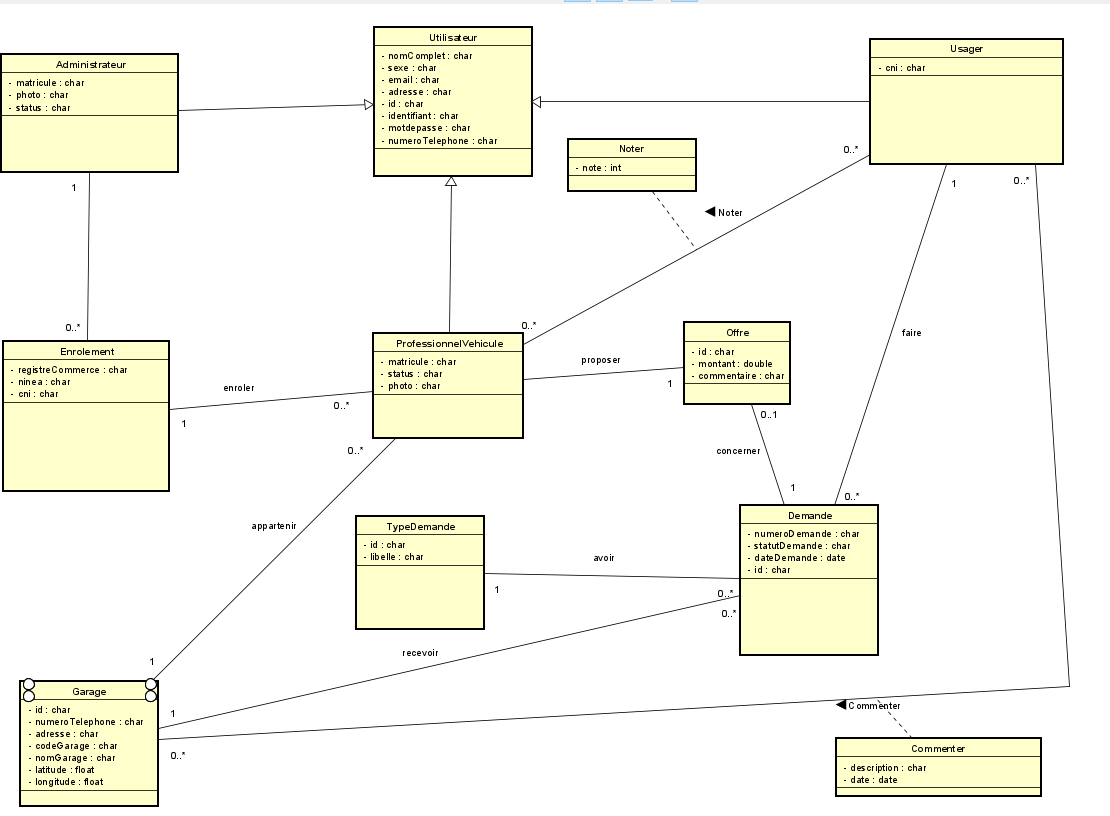 Utilisateur
- nomComplet : char
- sexe : char
- email : char
- adresse : char
- id : char
- identifiant : char
- motdepasse : char
- numeroTelephone : char
Administrateur
- matricule : char
- photo : char
- status : char
Usager
- cni : char
Noter
- note : int
◀ Noter
0..*
0..*
1
0..*
1
0..*
Enrolement
- registreCommerce : char
- ninea : char
- cni : char
enroler
1
0..*
ProfessionnelVehicule
- matricule : char
- status : char
- photo : char
proposer
1
Offre
- id : char
- montant : double
- commentaire : char
faire
0..1
concerner
1
0..*
0..*
appartenir
1
TypeDemande
- id : char
- libelle : char
avoir
1
0..*
0..*
Demande
- numeroDemande : char
- statutDemande : char
- dateDemande : date
- id : char
recevoir
1
0..*
Garage
- id : char
- numeroTelephone : char
- adresse : char
- codeGarage : char
- nomGarage : char
- latitude : float
- longitude : float
◀ Commenter
Commenter
- description : char
- date : date